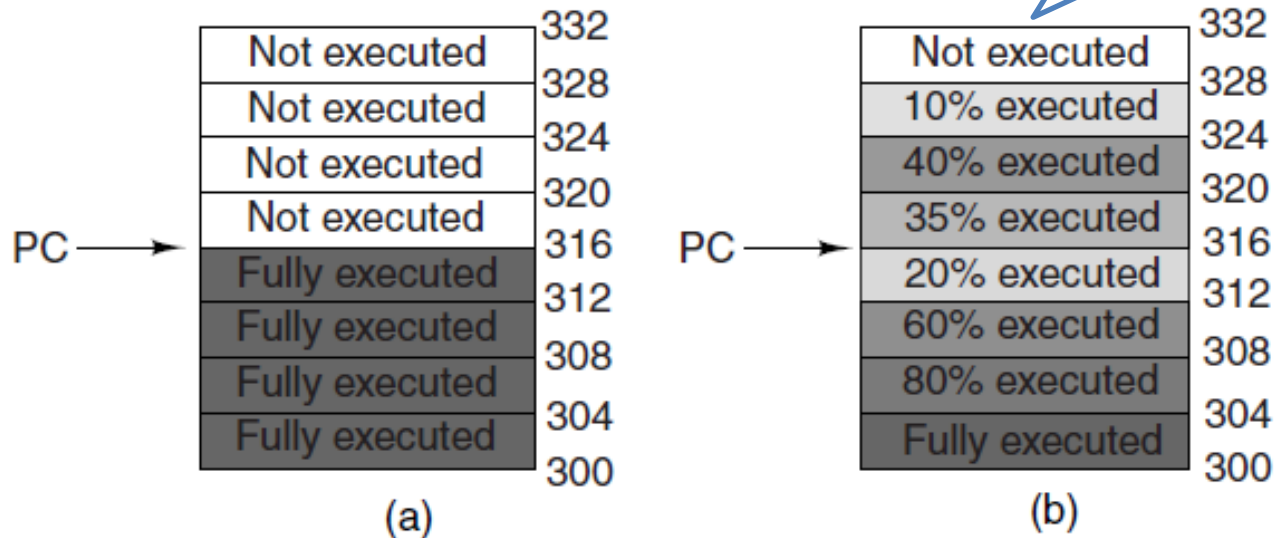 332
Not executed
328
Not executed
324
Not executed
320
Not executed
PC
316
Fully executed
312
Fully executed
308
Fully executed
304
Fully executed
300
(a)
332
Not executed
328
10% executed
324
40% executed
320
35% executed
PC
316
20% executed
312
60% executed
308
80% executed
304
Fully executed
300
(b)